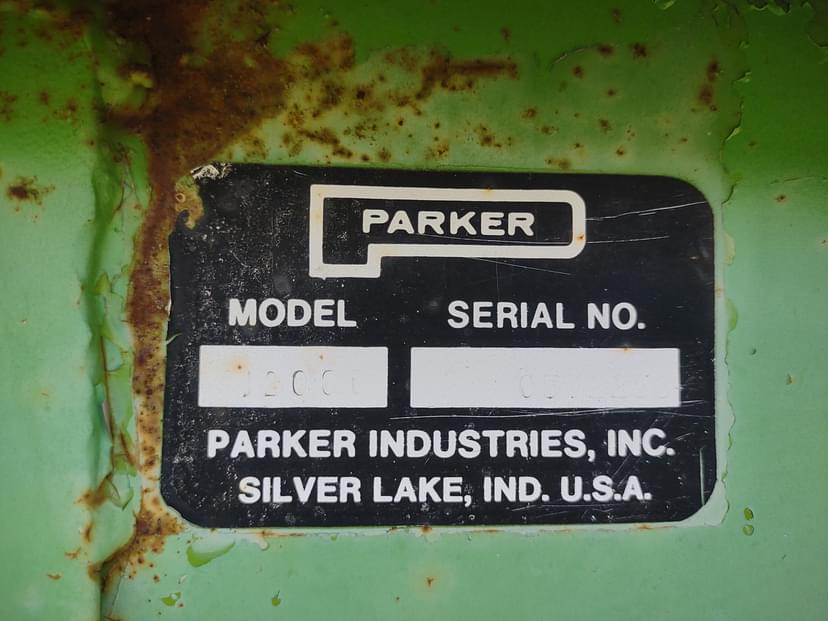 PARKER
MODEL SERIAL NO.
PARKER INDUSTRIES, INC.
SILVER LAKE, IND. U.S.A.